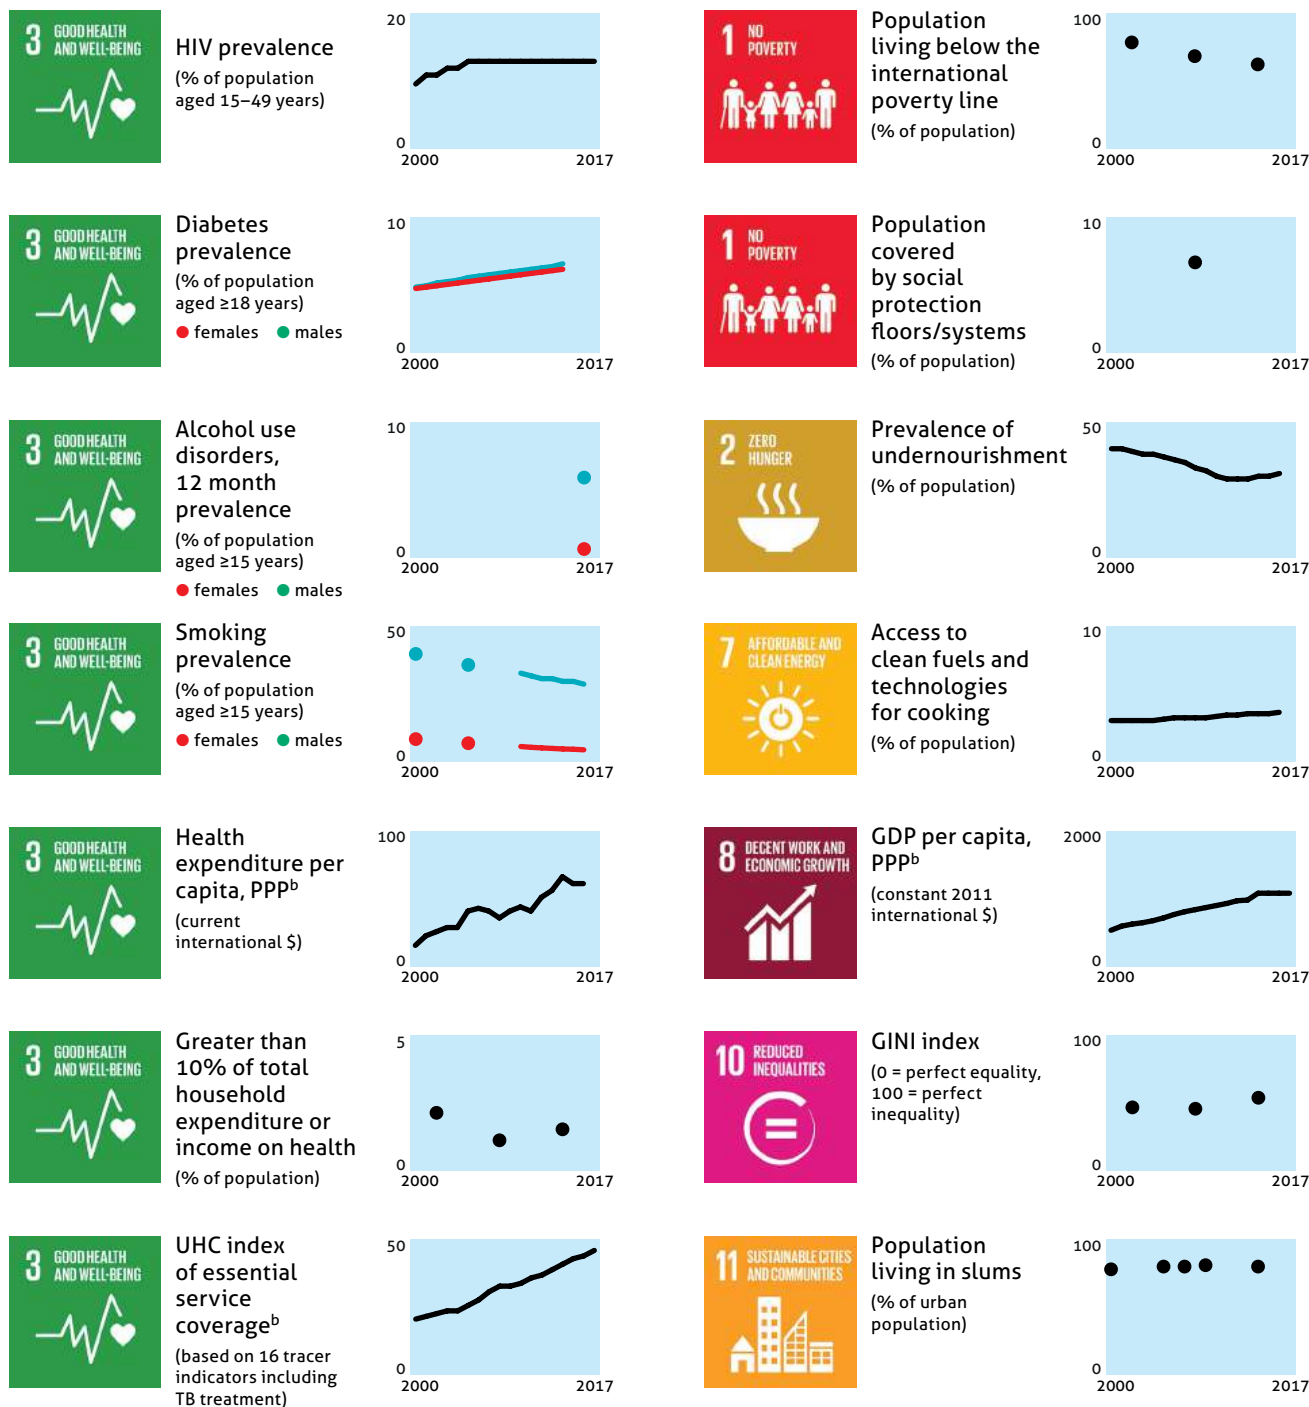 3 GOOD HEALTH
AND WELL-BEING
HIV prevalence
(% of population
aged 15–49 years)
20
0
2000 2017
3 GOOD HEALTH
AND WELL-BEING
Diabetes
prevalence
(% of population
aged ≥18 years)
females males
10
0
2000 2017
3 GOOD HEALTH
AND WELL-BEING
Alcohol use
disorders,
12 month
prevalence
(% of population
aged ≥15 years)
females males
10
0
2000 2017
3 GOOD HEALTH
AND WELL-BEING
Smoking
prevalence
(% of population
aged ≥15 years)
females males
50
0
2000 2017
3 GOOD HEALTH
AND WELL-BEING
Health
expenditure per
capita, PPPᵇ
(current
international $)
100
0
2000 2017
3 GOOD HEALTH
AND WELL-BEING
Greater than
10% of total
household
expenditure or
income on health
(% of population)
5
0
2000 2017
3 GOOD HEALTH
AND WELL-BEING
UHC index
of essential
service
coverageᵇ
(based on 16 tracer
indicators including
TB treatment)
50
0
2000 2017
1 NO
POVERTY
Population
living below the
international
poverty line
(% of population)
100
0
2000 2017
1 NO
POVERTY
Population
covered
by social
protection
floors/systems
(% of population)
10
0
2000 2017
2 ZERO
HUNGER
Prevalence of
undernourishment
(% of population)
50
0
2000 2017
7 AFFORDABLE AND
CLEAN ENERGY
Access to
clean fuels and
technologies
for cooking
(% of population)
10
0
2000 2017
8 DECENT WORK AND
ECONOMIC GROWTH
GDP per capita,
PPPᵇ
(constant 2011
international $)
2000
0
2000 2017
10 REDUCED
INEQUALITIES
GINI index
(0 = perfect equality,
100 = perfect
inequality)
100
0
2000 2017
11 SUSTAINABLE CITIES
AND COMMUNITIES
Population
living in slums
(% of urban
population)
100
0
2000 2017